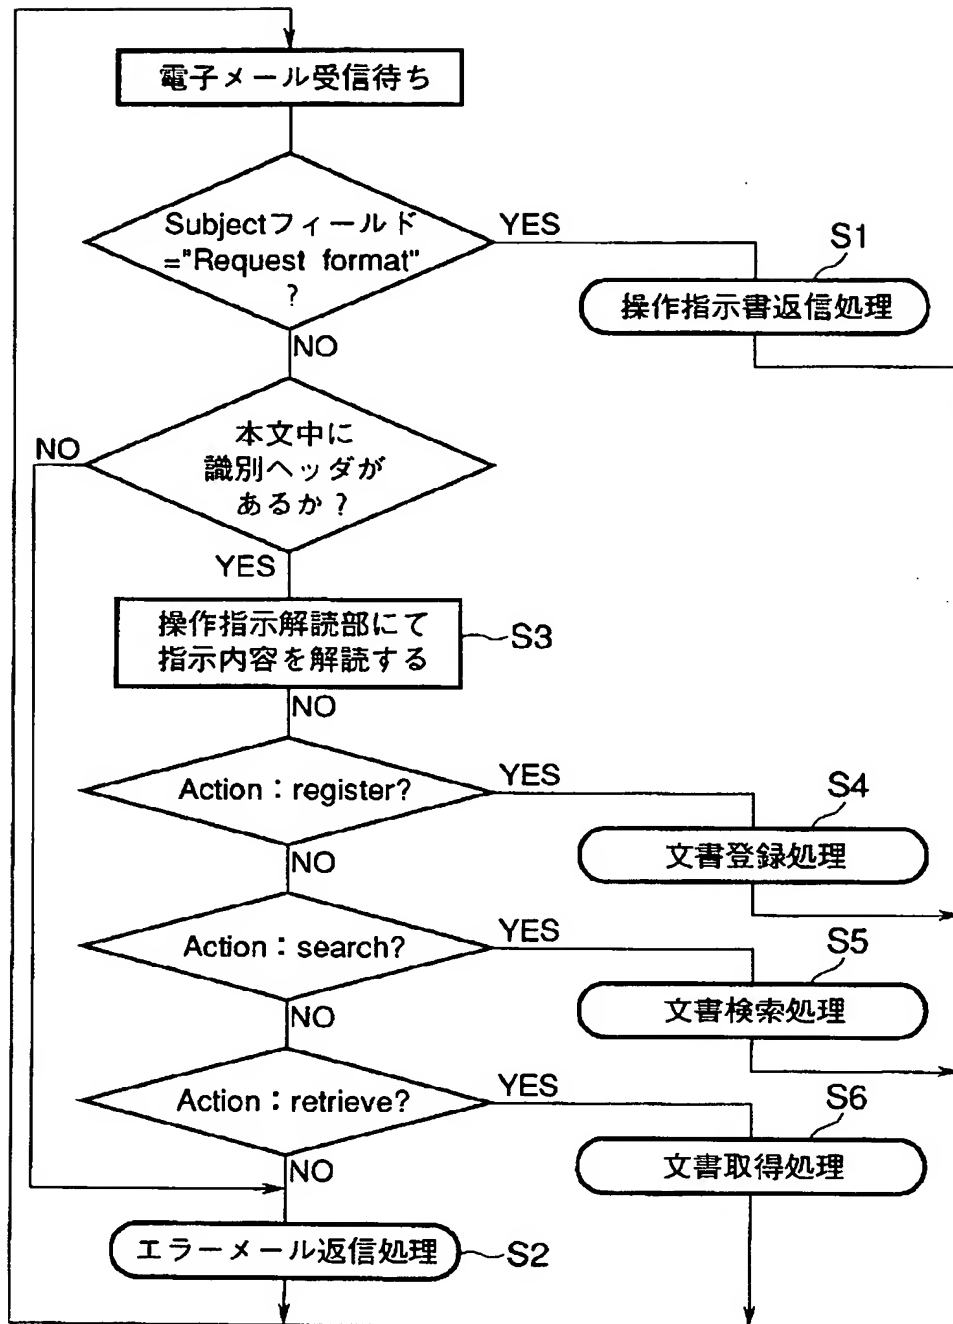 電子メール受信待ち
Subjectフィールド
="Request format"
?
YES
S1
操作指示書返信処理
NO
本文中に
識別ヘッダが
あるか?
NO
YES
操作指示解読部にて
指示内容を解読する
S3
NO
Action:register?
YES
S4
文書登録処理
NO
Action:search?
YES
S5
文書検索処理
NO
Action:retrieve?
YES
S6
文書取得処理
NO
エラーメール返信処理
S2